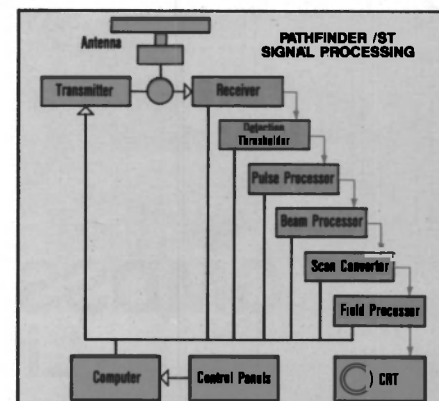 PATHFINDER /ST
SIGNAL PROCESSING
Antenna
Transmitter
Receiver
Thresholder
Pulse Processor
Beam Processor
Scan Converter
Field Processor
Computer
Control Panels
CRT